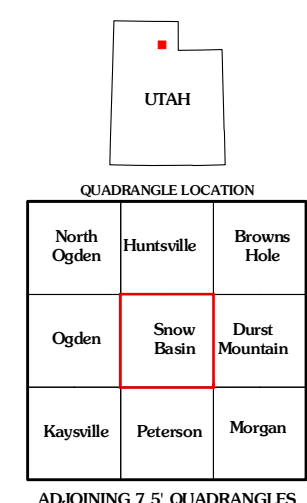 UTAH
QUADRANGLE LOCATION
North
Ogden
Huntsville
Browns
Hole
Ogden
Snow
Basin
Durst
Mountain
Kaysville
Peterson
Morgan
ADJOINING 7.5' QUADRANGLES